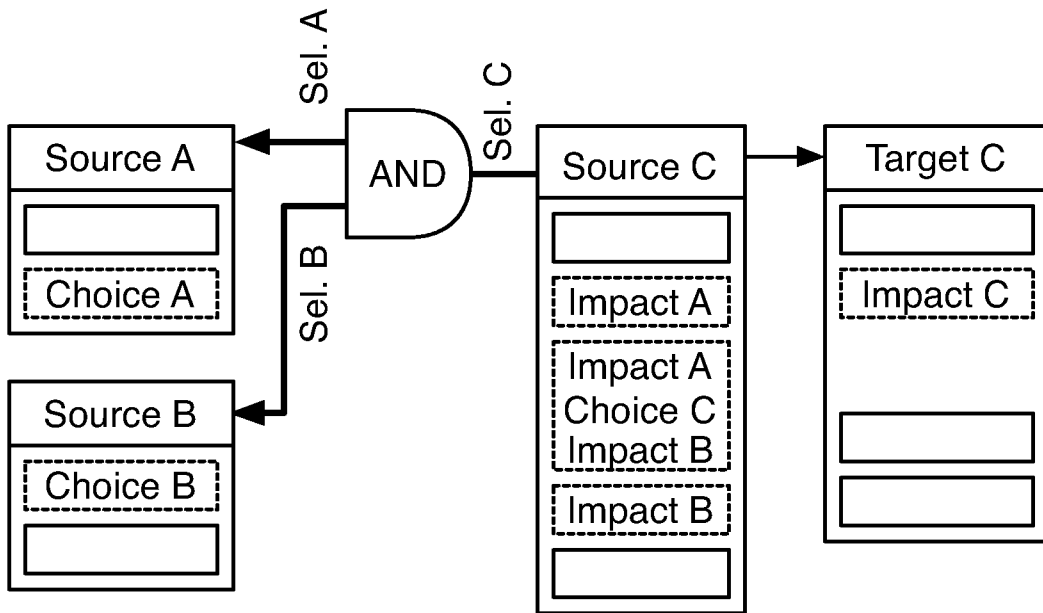 Sel. A
Sel. C
Source A
AND
Source C
Target C
Choice A
Sel. B
Impact A
Impact C
Impact A
Choice C
Impact B
Source B
Choice B
Impact B